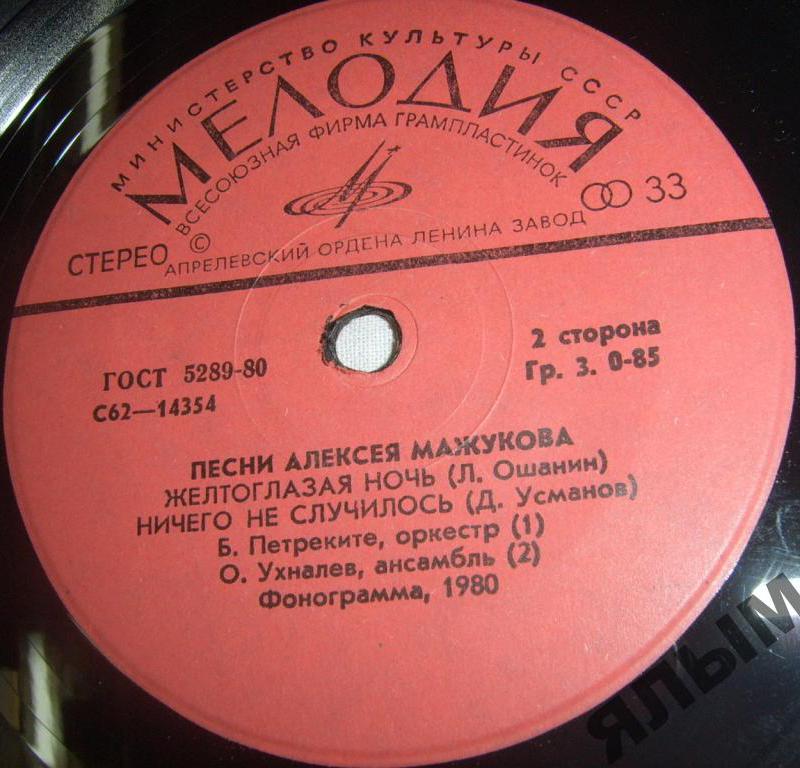 МИНИСТЕРСТВО КУЛЬТУРЫ СССР
МЕЛОДИЯ
ВСЕСОЮЗНАЯ ФИРМА ГРАМПЛАСТИНОК
33
СТЕРЕО
©
АПРЕЛЕВСКИЙ ОРДЕНА ЛЕНИНА ЗАВОД
ГОСТ 5289-80
С62—14354
2 сторона
Гр. 3. 0-85
ПЕСНИ АЛЕКСЕЯ МАЖУКОВА
ЖЕЛТОГЛАЗАЯ НОЧЬ (Л. Ошанин)
НИЧЕГО НЕ СЛУЧИЛОСЬ (Д. Усманов)
Б. Петреките, оркестр (1)
О. Ухналев, ансамбль (2)
Фонограмма, 1980
ЯЛЫМ